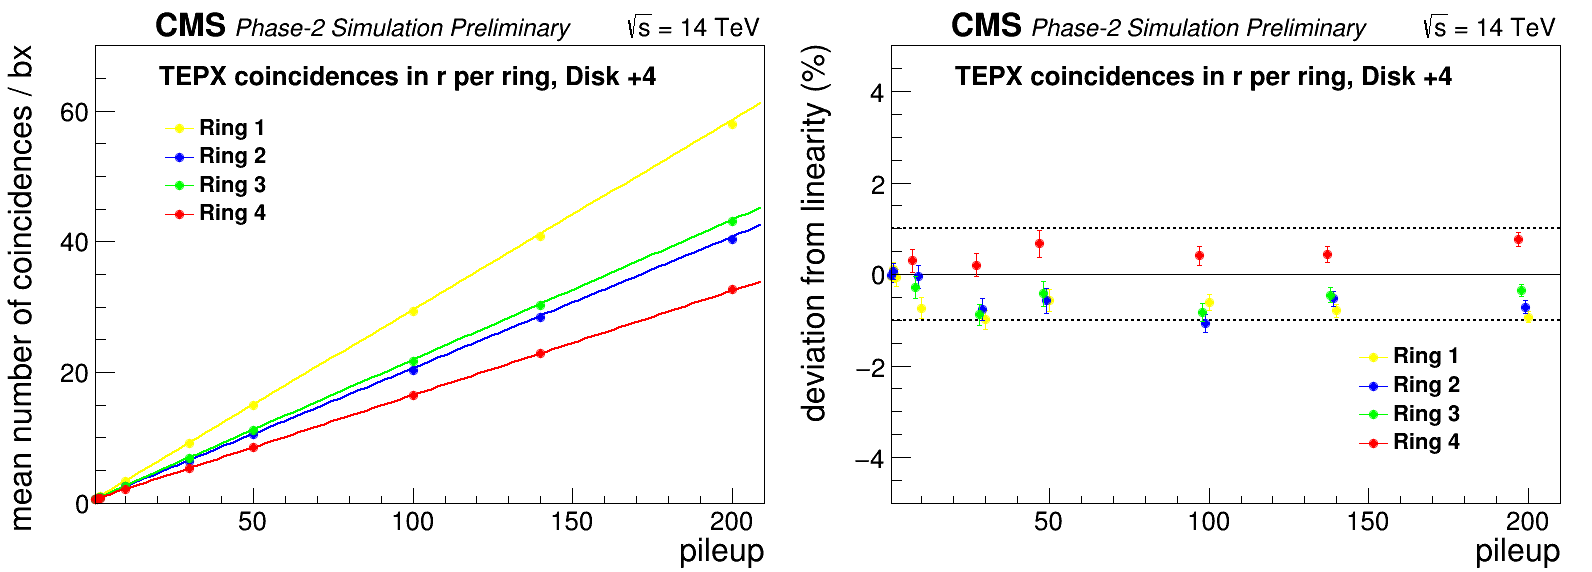 CMS Phase-2 Simulation Preliminary √s = 14 TeV
mean number of coincidences / bx
TEPX coincidences in r per ring, Disk +4
Ring 1
Ring 2
Ring 3
Ring 4
60
40
20
0
50 100 150 200
pileup
CMS Phase-2 Simulation Preliminary √s = 14 TeV
deviation from linearity (%)
TEPX coincidences in r per ring, Disk +4
4
2
0
−2
−4
Ring 1
Ring 2
Ring 3
Ring 4
50 100 150 200
pileup